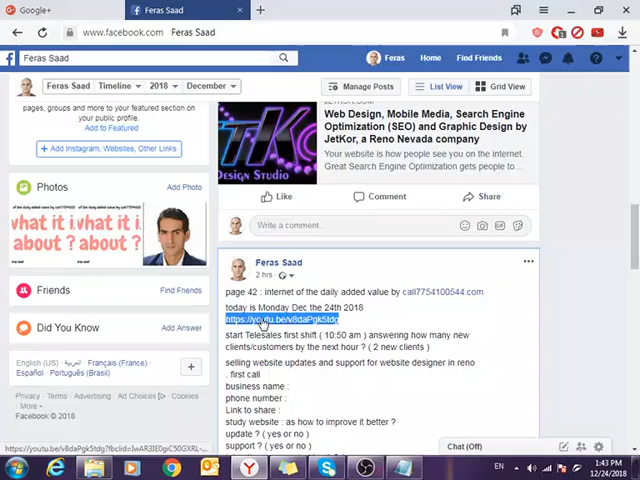 Google+
Feras Saad
www.facebook.com Feras Saad
Feras Saad
Feras Home Find Friends
Feras Saad Timeline 2018 December
Manage Posts List View Grid View
pages, groups and more to your featured section on
your public profile.
Add to Featured
+ Add Instagram, Websites, Other Links
Photos Add Photo
what it i what it i
about ? about ?
Friends Find Friends
Did You Know Add Answer
English (US) · العربية · Français (France) ·
Español · Português (Brasil)
Privacy · Terms · Advertising · Ad Choices · Cookies ·
More
Facebook © 2018
Design Studio
Web Design, Mobile Media, Search Engine
Optimization (SEO) and Graphic Design by
JetKor, a Reno Nevada company
Your website is how people see you on the internet.
Great Search Engine Optimization gets people to...
Like Comment Share
Write a comment...
Feras Saad
2 hrs ·
page 42 : internet of the daily added value by call7754100544.com
today is Monday Dec the 24th 2018
https://youtu.be/v8daPgk5tdg
start Telesales first shift ( 10:50 am ) answering how many new
clients/customers by the next hour ? ( 2 new clients )
selling website updates and support for website designer in reno
. first call
business name :
phone number :
Link to share :
study website : as how to improve it better ?
update ? ( yes or no )
support ? ( yes or no )
Chat (Off)
EN
1:43 PM
12/24/2018